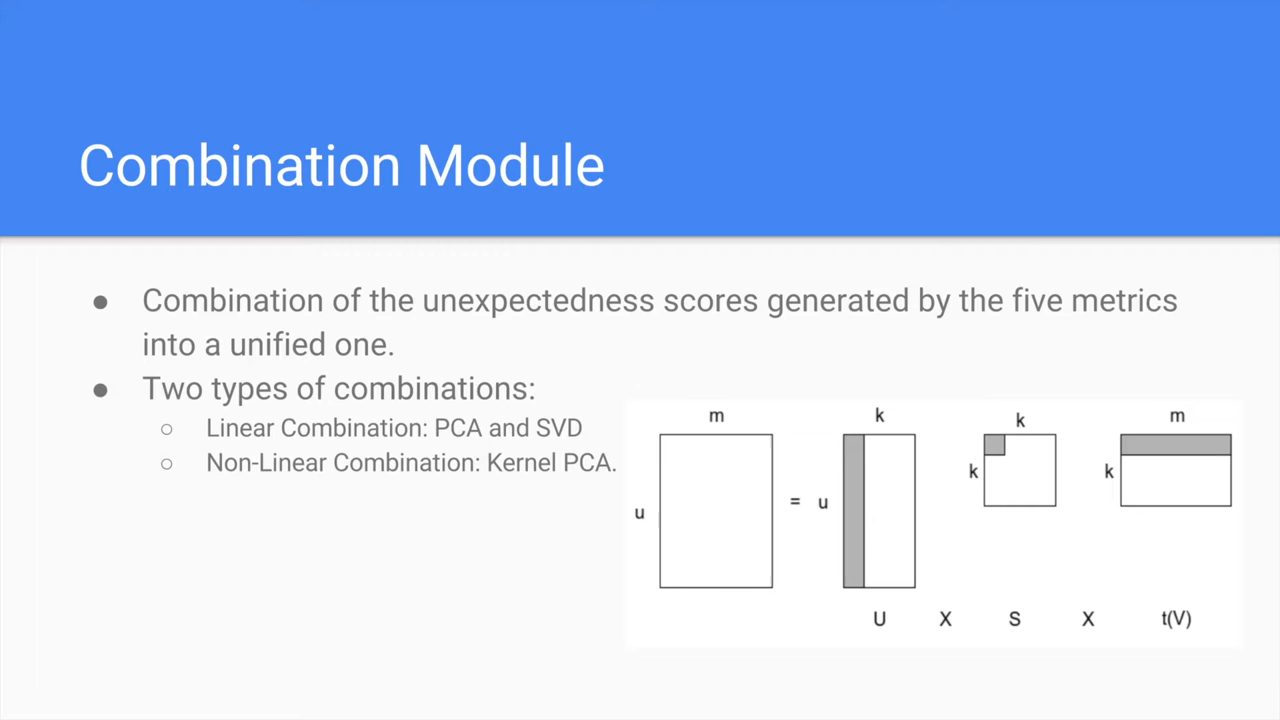 Combination Module
● Combination of the unexpectedness scores generated by the five metrics
into a unified one.
● Two types of combinations:
○ Linear Combination: PCA and SVD
○ Non-Linear Combination: Kernel PCA.
m
k
k
m
k
k
u
=
u
U X S X t(V)